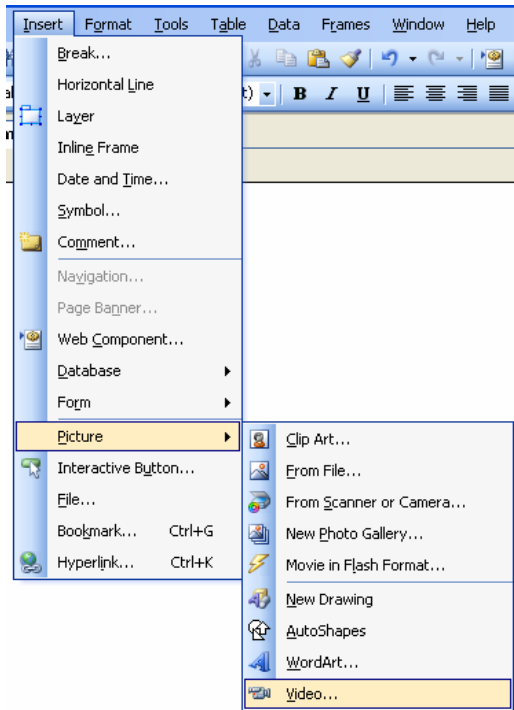 Insert Format Tools Table Data Frames Window Help
Break...
Horizontal Line
t) B I U
Layer
Inline Frame
Date and Time...
Symbol...
Comment...
Navigation...
Page Banner...
Web Component...
Database
Form
Picture
Clip Art...
Interactive Button...
From File...
File...
From Scanner or Camera...
Bookmark... Ctrl+G
New Photo Gallery...
Hyperlink... Ctrl+K
Movie in Flash Format...
New Drawing
AutoShapes
WordArt...
Video...